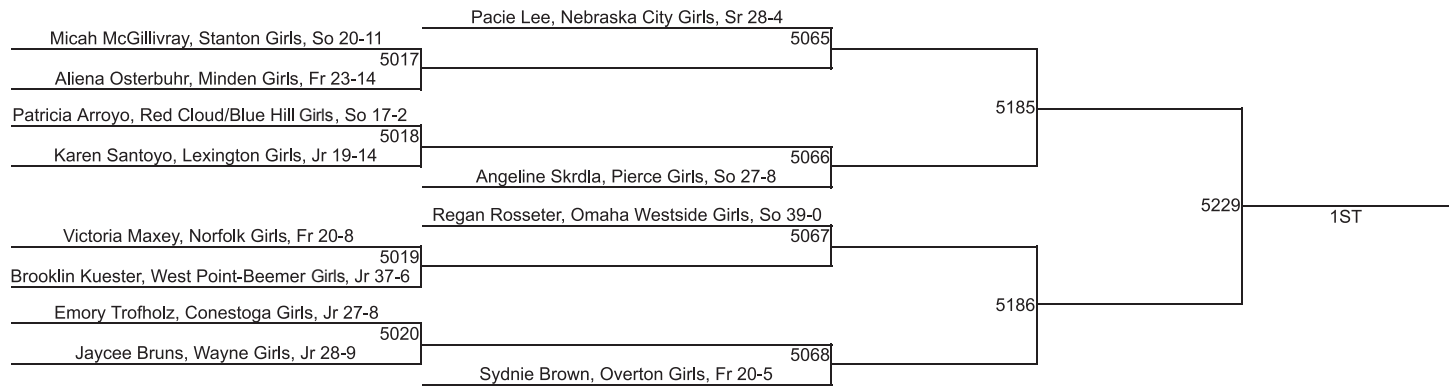 Pacie Lee, Nebraska City Girls, Sr 28-4
5065
Micah McGillivray, Stanton Girls, So 20-11
5017
Aliena Osterbuhr, Minden Girls, Fr 23-14
5185
Patricia Arroyo, Red Cloud/Blue Hill Girls, So 17-2
5018
Karen Santoyo, Lexington Girls, Jr 19-14
5066
Angeline Skrdla, Pierce Girls, So 27-8
5229
1ST
Regan Rosseter, Omaha Westside Girls, So 39-0
5067
Victoria Maxey, Norfolk Girls, Fr 20-8
5019
Brooklin Kuester, West Point-Beemer Girls, Jr 37-6
5186
Emory Trofholz, Conestoga Girls, Jr 27-8
5020
Jaycee Bruns, Wayne Girls, Jr 28-9
5068
Sydnie Brown, Overton Girls, Fr 20-5